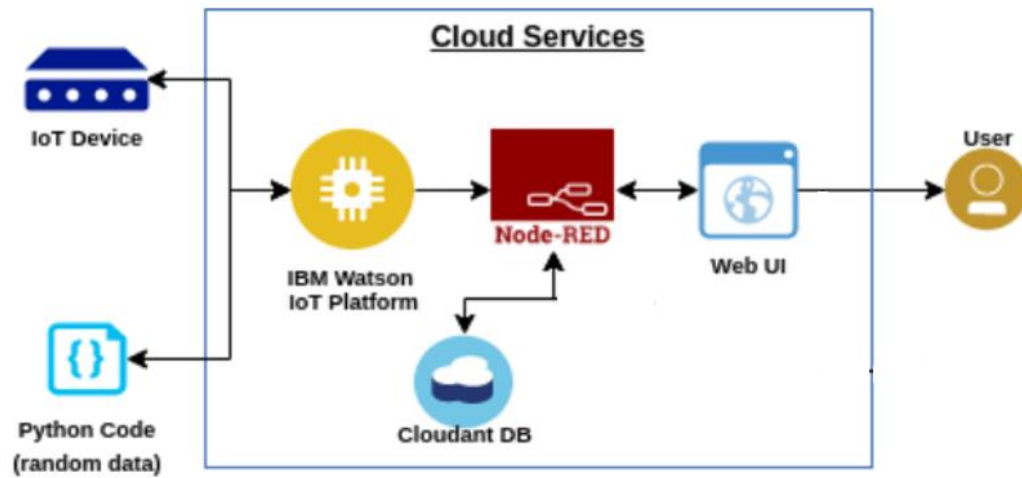 Cloud Services
IoT Device
User
Node-RED
Web UI
IBM Watson
IoT Platform
{}
Python Code
(random data)
Cloudant DB